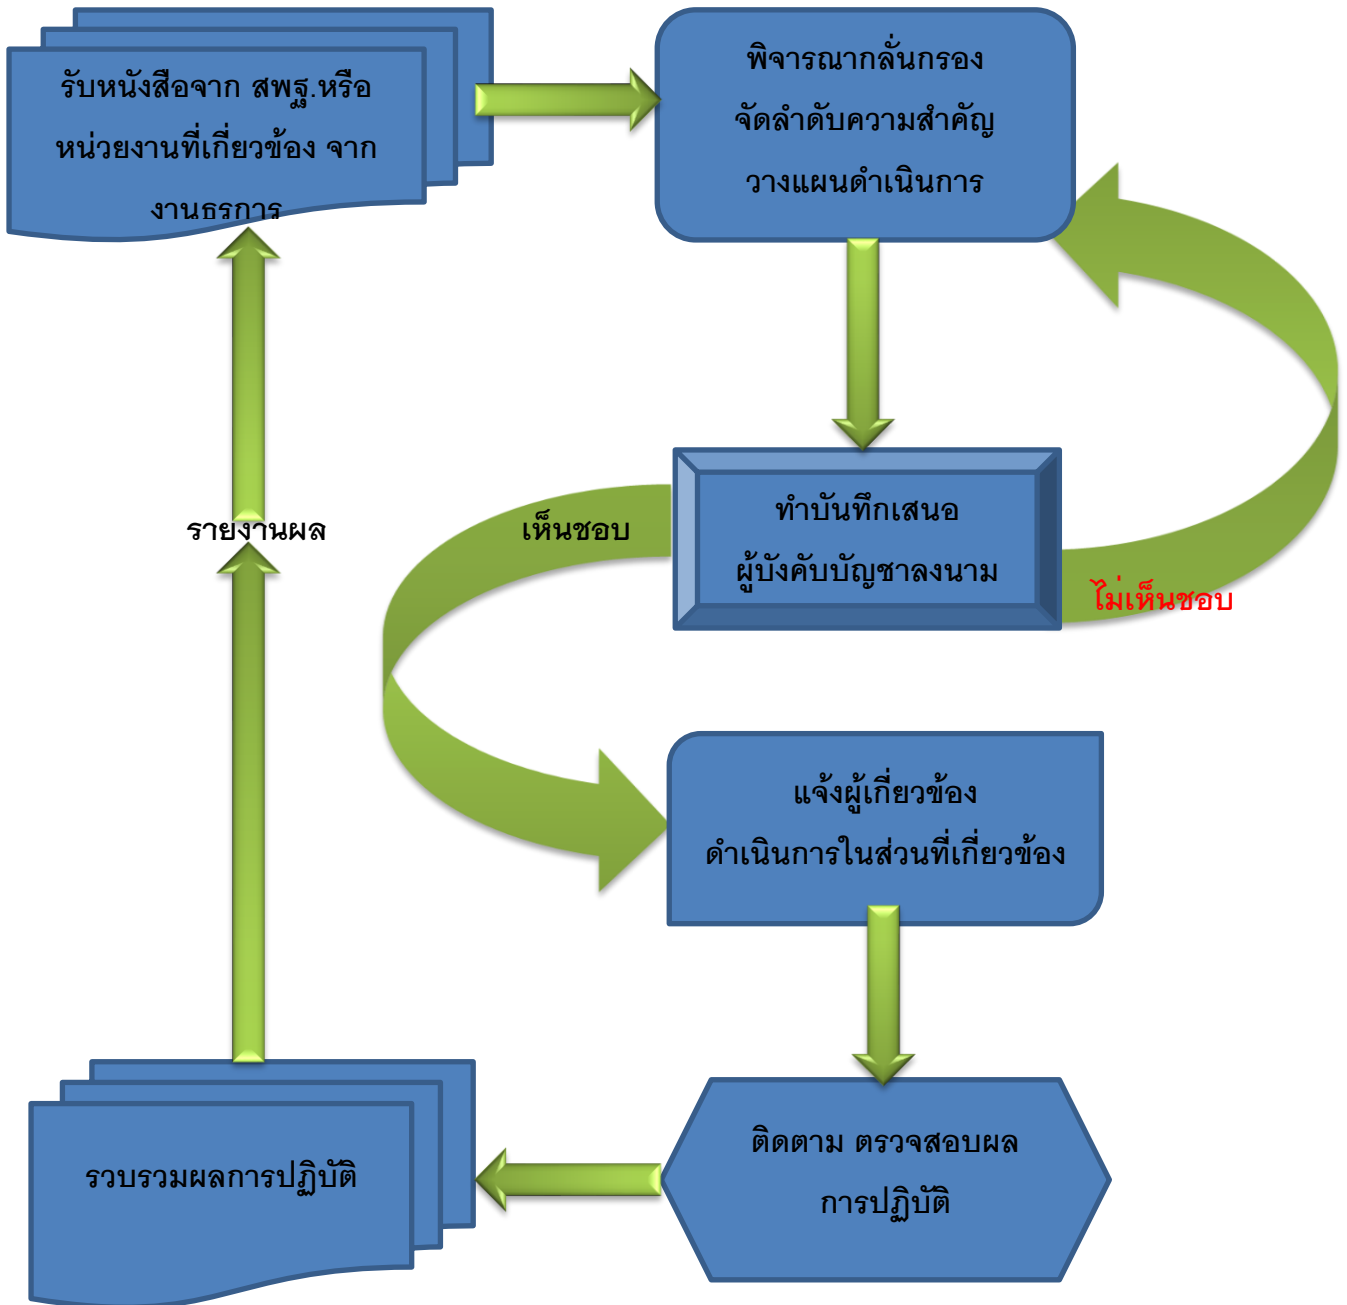 รับหนังสือจาก สพฐ.หรือ
หน่วยงานที่เกี่ยวข้อง จาก
งานธุรการ
พิจารณากลั่นกรอง
จัดลำดับความสำคัญ
วางแผนดำเนินการ
รายงานผล
เห็นชอบ
ทำบันทึกเสนอ
ผู้บังคับบัญชาลงนาม
ไม่เห็นชอบ
แจ้งผู้เกี่ยวข้อง
ดำเนินการในส่วนที่เกี่ยวข้อง
ติดตาม ตรวจสอบผล
การปฏิบัติ
รวบรวมผลการปฏิบัติ